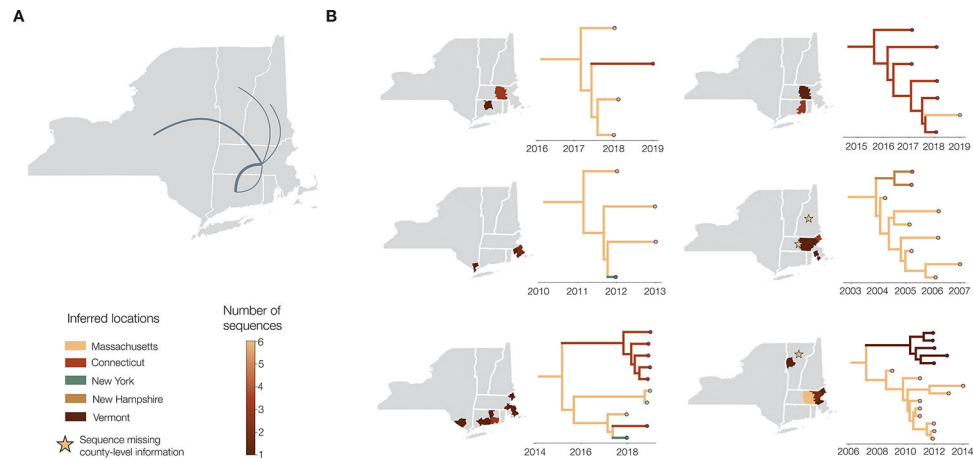 A
B
2016 2017 2018 2019
2015 2016 2017 2018 2019
2010 2011 2012 2013
2003 2004 2005 2006 2007
2014 2016 2018
2006 2008 2010 2012 2014
Inferred locations
Massachusetts
Connecticut
New York
New Hampshire
Vermont
Sequence missing
county-level information
Number of
sequences
6
5
4
3
2
1